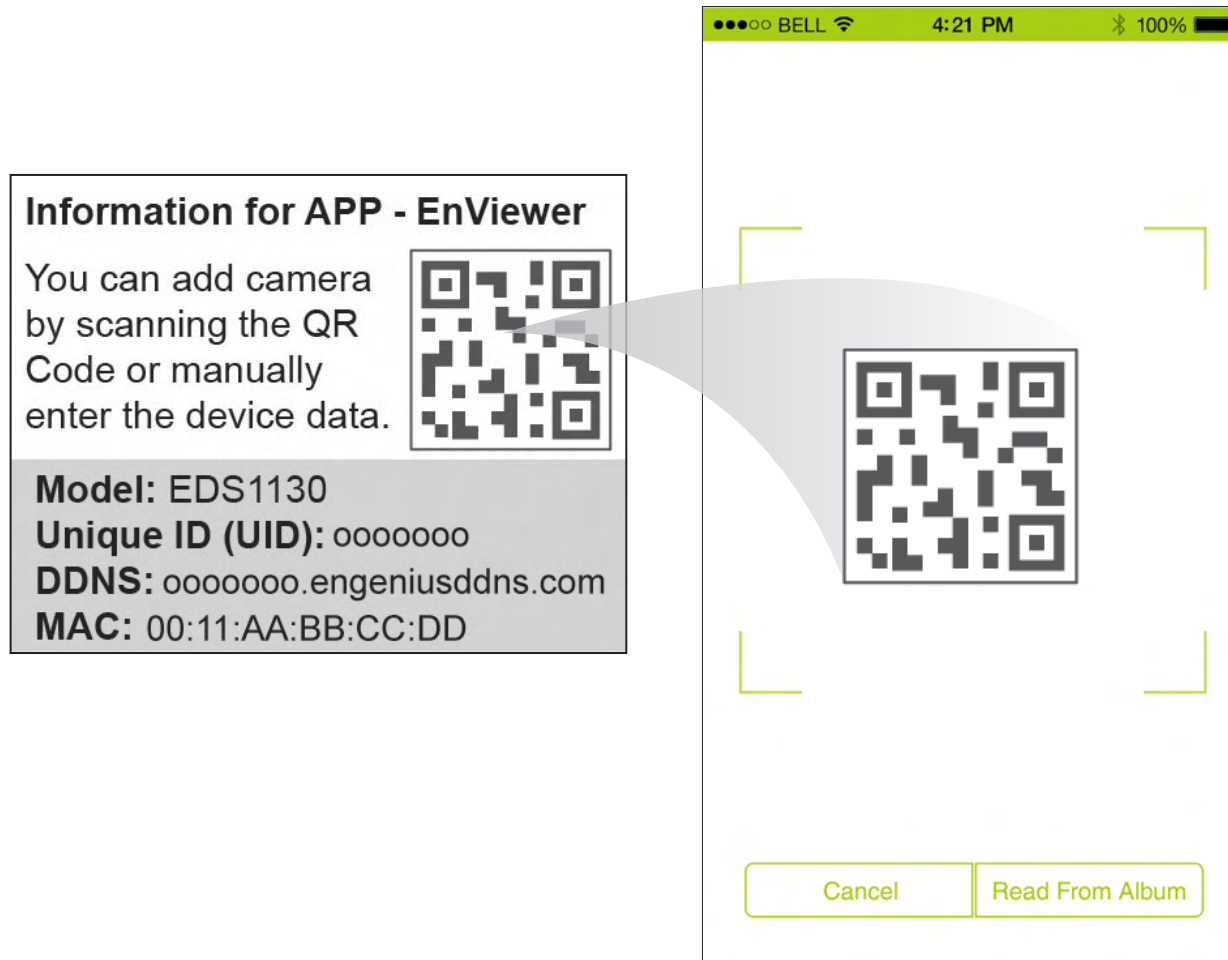 Information for APP - EnViewer
You can add camera
by scanning the QR
Code or manually
enter the device data.
Model: EDS1130
Unique ID (UID): ooooooo
DDNS: ooooooo.engeniusddns.com
MAC: 00:11:AA:BB:CC:DD
BELL 4:21 PM 100%
Cancel Read From Album